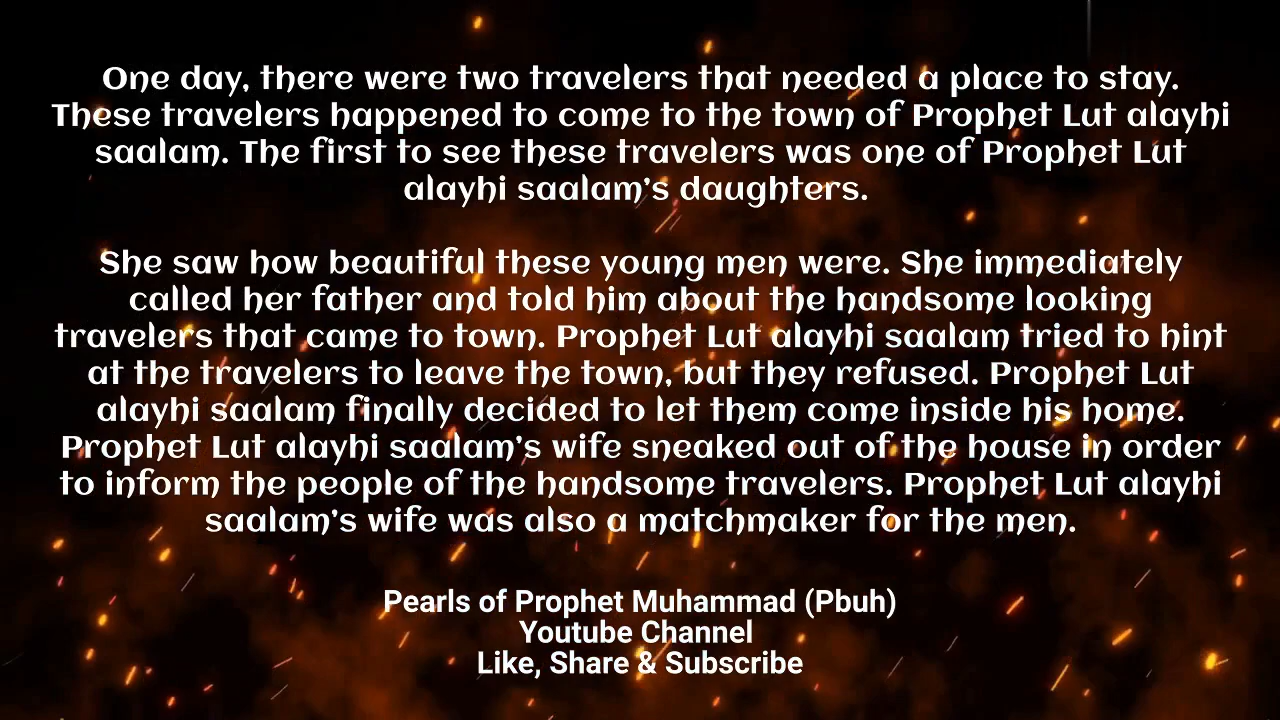 One day, there were two travelers that needed a place to stay.
These travelers happened to come to the town of Prophet Lut alayhi
saalam. The first to see these travelers was one of Prophet Lut
alayhi saalam's daughters.
She saw how beautiful these young men were. She immediately
called her father and told him about the handsome looking
travelers that came to town. Prophet Lut alayhi saalam tried to hint
at the travelers to leave the town, but they refused. Prophet Lut
alayhi saalam finally decided to let them come inside his home.
Prophet Lut alayhi saalam's wife sneaked out of the house in order
to inform the people of the handsome travelers. Prophet Lut alayhi
saalam's wife was also a matchmaker for the men.
Pearls of Prophet Muhammad (Pbuh)
Youtube Channel
Like, Share & Subscribe